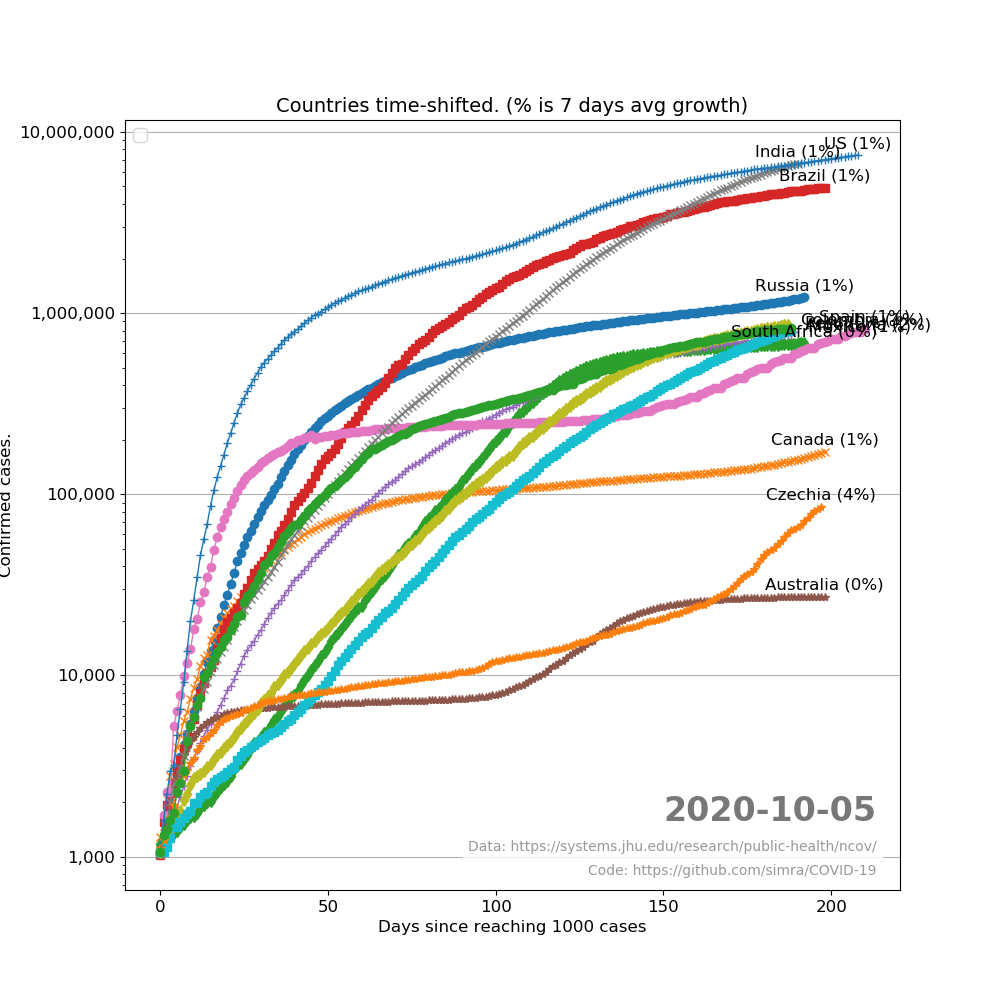 Countries time-shifted. (% is 7 days avg growth)
10,000,000
US (1%)
India (1%)
Brazil (1%)
Russia (1%)
1,000,000
Spain (1%)
South Africa (0%)
Canada (1%)
100,000
Czechia (4%)
Australia (0%)
10,000
1,000
Confirmed cases.
2020-10-05
Data: https://systems.jhu.edu/research/public-health/ncov/
Code: https://github.com/simra/COVID-19
0 50 100 150 200
Days since reaching 1000 cases